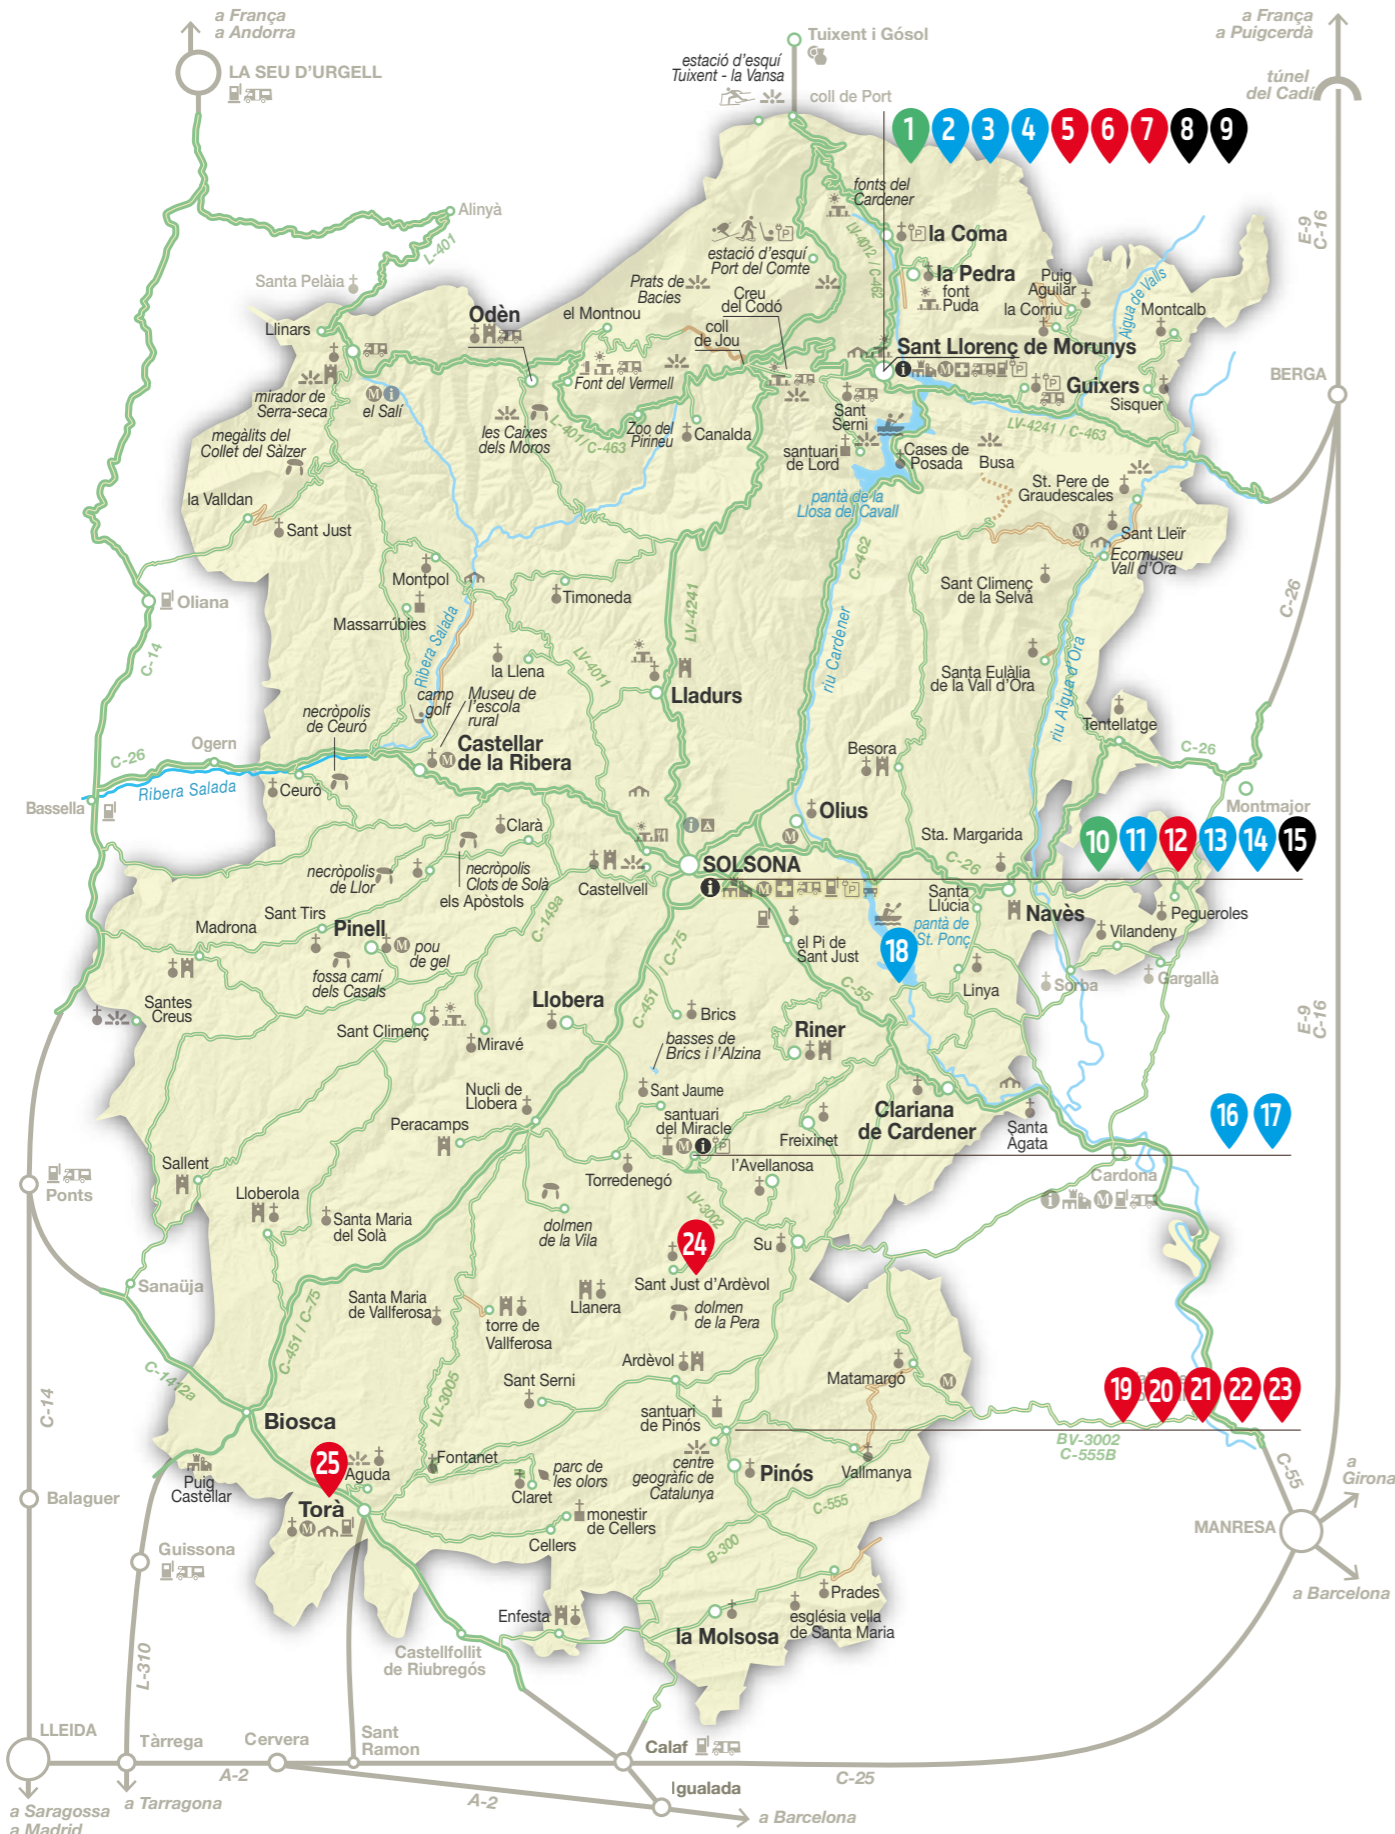 a França
a Andorra
LA SEU D'URGELL
Tuixent i Gósol
estació d'esquí
Tuixent - la Vansa
coll de Port
a França
a Puigcerdà
túnel
del Cadí
1 2 3 4 5 6 7 8 9
fonts del
Cardener
Alinyà
L-401
LV-4012 / C-462
la Coma
E-9
C-16
estació d'esquí
Port del Comte
Santa Pelàia
la Pedra
font
Puda
Puig
Aguilar
la Corriu
Aigua de Valls
Montcalb
Prats de
Bacies
Creu
del Codó
Odèn
el Montnou
coll
de Jou
Llinars
Sant Llorenç de Morunys
Guixers
Sisquer
BERGA
Font del Vermell
mirador de
Serra-seca
el Salí
les Caixes
dels Moros
L-401 / C-463
Zoo del
Pirineu
Canalda
Sant
Serni
LV-4241 / C-463
megàlits del
Collet del Sàlzer
santuari
de Lord
Cases de
Posada
Busa
St. Pere de
Graudescales
la Valldan
Sant Just
pantà de la
Llosa del Cavall
Sant Lleïr
Ecomuseu
Vall d'Ora
C-462
Montpol
Timoneda
Sant Climenç
de la Selva
Oliana
Massarrúbies
Ribera Salada
LV-4241
C-26
C-14
la Llena
LV-4011
riu Cardener
Santa Eulàlia
de la Vall d'Ora
riu Aigua d'Ora
Lladurs
camp
golf
Museu de
l'escola
rural
necròpolis
de Ceuró
Tentellatge
Ogern
C-26
Castellar
de la Ribera
Besora
C-26
Ribera Salada
Ceuró
Bassella
Montmajor
Olius
Clarà
Sta. Margarida
10 11 12 13 14 15
SOLSONA
C-26
necròpolis
de Llor
necròpolis
Clots de Solà
els Apòstols
Castellvell
Santa
Llúcia
Navès
Pegueroles
C-149a
Sant Tirs
Madrona
Pinell
pou
de gel
C-451 / C-75
pantà de
St. Ponç
el Pi de
Sant Just
18
Vilandeny
fossa camí
dels Casals
Gargallà
Sorba
Linya
C-55
Santes
Creus
Llobera
Brics
Sant Climenç
Miravé
Riner
E-9
C-16
basses de
Brics i l'Alzina
Nucli de
Llobera
Sant Jaume
Clariana
de Cardener
Peracamps
santuari
del Miracle
Freixinet
Santa
Àgata
16 17
Sallent
Torredenegó
l'Avellanosa
Cardona
Ponts
Lloberola
LV-3002
Santa Maria
del Solà
dolmen
de la Vila
24
Su
Sant Just d'Ardèvol
Sanaüja
Santa Maria
de Vallferosa
Llanera
dolmen
de la Pera
torre de
Vallferosa
C-451 / C-75
C-1412a
Ardèvol
Matamargó
Sant Serni
19 20 21 22 23
LV-3005
C-14
santuari
de Pinós
Biosca
BV-3002
C-555B
Fontanet
25
Aguda
parc de
les olors
centre
geogràfic de
Catalunya
Pinós
Vallmanya
C-55
a
Girona
Puig
Castellar
Claret
Balaguer
Torà
monestir
de Cellers
C-555
MANRESA
Cellers
B-300
Guissona
Prades
a Barcelona
Enfesta
la Molsosa
església vella
de Santa Maria
Castellfollit
de Riubregós
L-310
LLEIDA
Tàrrega
Cervera
Sant
Ramon
Calaf
A-2
C-25
Igualada
A-2
a Saragossa
a Madrid
a Tarragona
a Barcelona